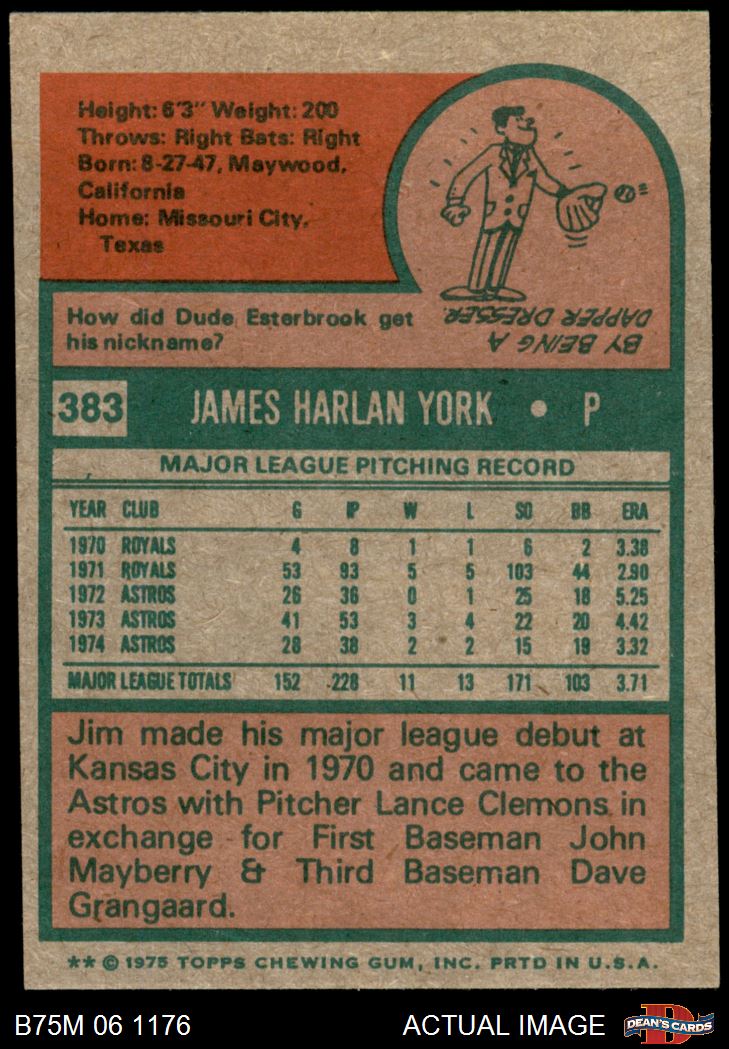 Height: 6'3" Weight: 200
Throws: Right Bats: Right
Born: 8-27-47, Maywood,
California
Home: Missouri City,
Texas
How did Dude Esterbrook get
his nickname?
BY BEING A
DAPPER DRESSER.
383 JAMES HARLAN YORK • P
MAJOR LEAGUE PITCHING RECORD
YEAR CLUB G IP W L SO BB ERA
1970 ROYALS 4 8 1 1 6 2 3.38
1971 ROYALS 53 93 5 5 103 44 2.90
1972 ASTROS 26 36 0 1 25 18 5.25
1973 ASTROS 41 53 3 4 22 20 4.42
1974 ASTROS 28 38 2 2 15 19 3.32
MAJOR LEAGUE TOTALS 152 228 11 13 171 103 3.71
Jim made his major league debut at
Kansas City in 1970 and came to the
Astros with Pitcher Lance Clemons in
exchange for First Baseman John
Mayberry & Third Baseman Dave
Grangaard.
** © 1975 TOPPS CHEWING GUM, INC. PRTD IN U.S.A.
B75M 06 1176 ACTUAL IMAGE
B
DEAN'S CARDS